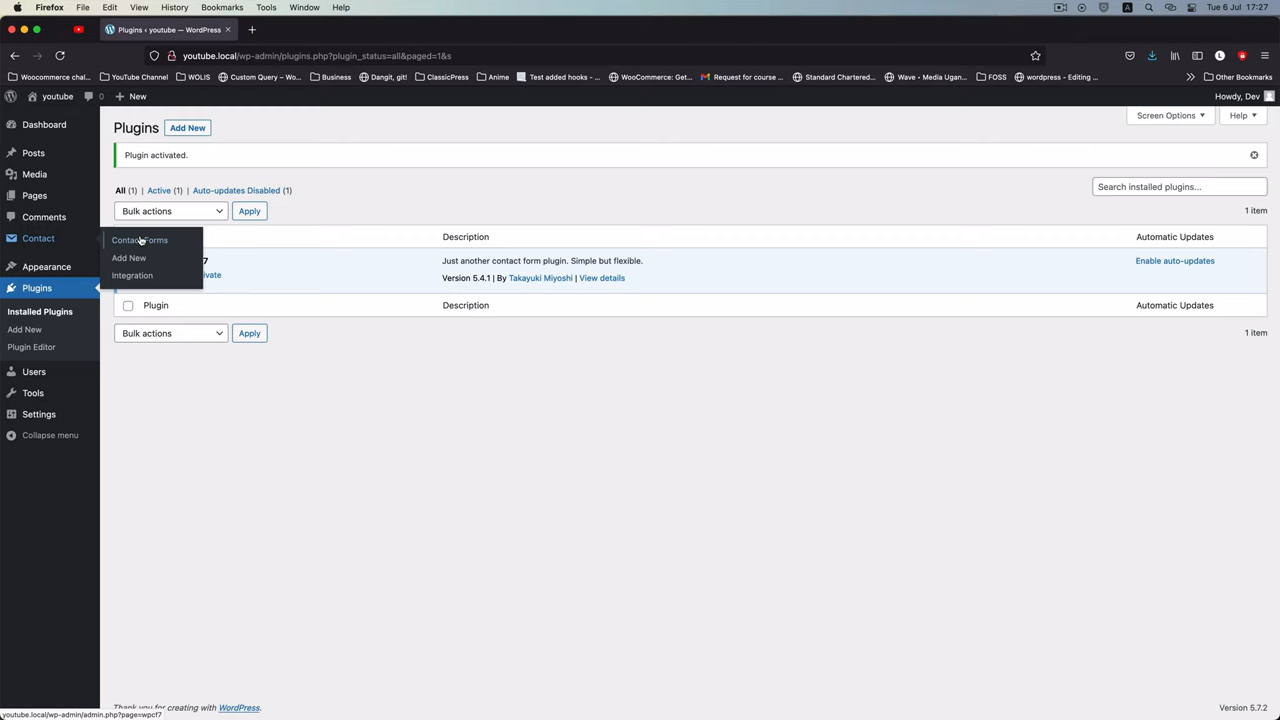 Firefox File Edit View History Bookmarks Tools Window Help A Tue 6 Jul 17:27
Plugins ‹ youtube — WordPress
youtube.local/wp-admin/plugins.php?plugin_status=all&paged=1&s
Woocommerce chal... YouTube Channel WOLIS Custom Query – Wo... Business Dangit, git! ClassicPress Anime Test added hooks – ... WooCommerce: Get... Request for course ... Standard Chartered... Wave • Media Ugan... FOSS wordpress - Editing ... Other Bookmarks
youtube 0 New Howdy, Dev
Dashboard
Posts
Media
Pages
Comments
Contact
Contact Forms
Add New
Integration
Appearance
Plugins
Installed Plugins
Add New
Plugin Editor
Users
Tools
Settings
Collapse menu
Screen Options Help
Plugins Add New
Plugin activated.
All (1) | Active (1) | Auto-updates Disabled (1)
Search installed plugins...
Bulk actions Apply 1 item
Description Automatic Updates
7 Just another contact form plugin. Simple but flexible. Enable auto-updates
ivate Version 5.4.1 | By Takayuki Miyoshi | View details
Plugin Description Automatic Updates
Bulk actions Apply 1 item
Thank you for creating with WordPress. Version 5.7.2
youtube.local/wp-admin/admin.php?page=wpcf7